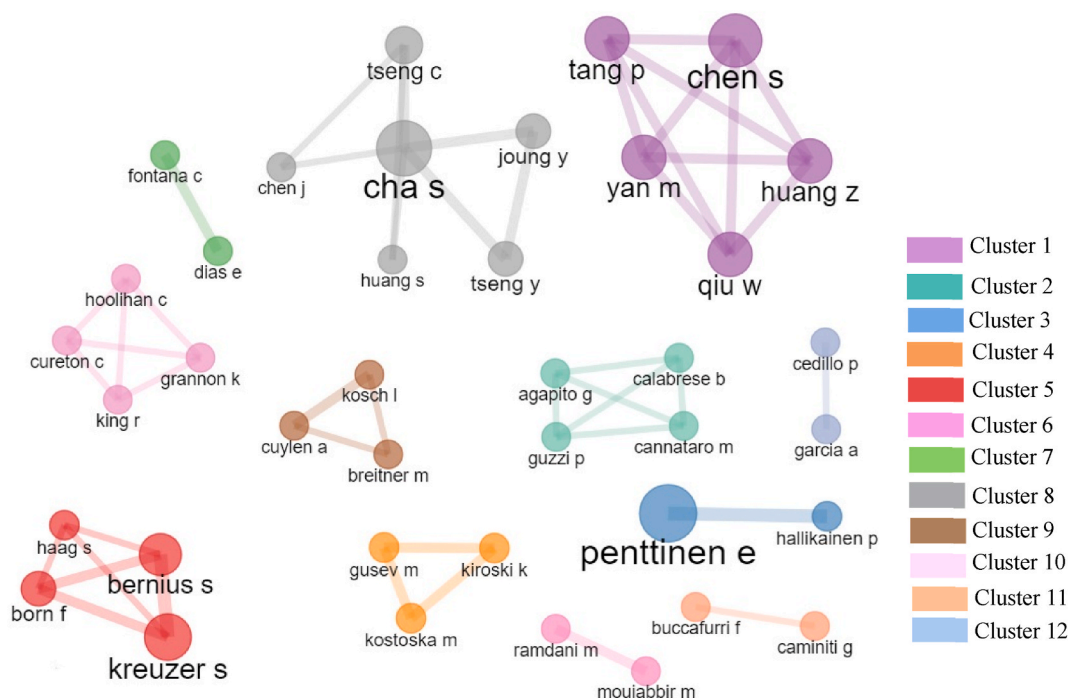 tseng c
tang p
chen s
joung y
fontana c
chen j
cha s
yan m
huang z
dias e
huang s
tseng y
qiu w
hoolihan c
cureton c
grannon k
king r
kosch l
cuylen a
breitner m
agapito g
calabrese b
guzzi p
cannataro m
cedillo p
garcia a
haag s
bernius s
born f
kreuzer s
gusev m
kiroski k
kostoska m
penttinen e
hallikainen p
buccafurri f
caminiti g
ramdani m
moujabbir m
Cluster 1
Cluster 2
Cluster 3
Cluster 4
Cluster 5
Cluster 6
Cluster 7
Cluster 8
Cluster 9
Cluster 10
Cluster 11
Cluster 12